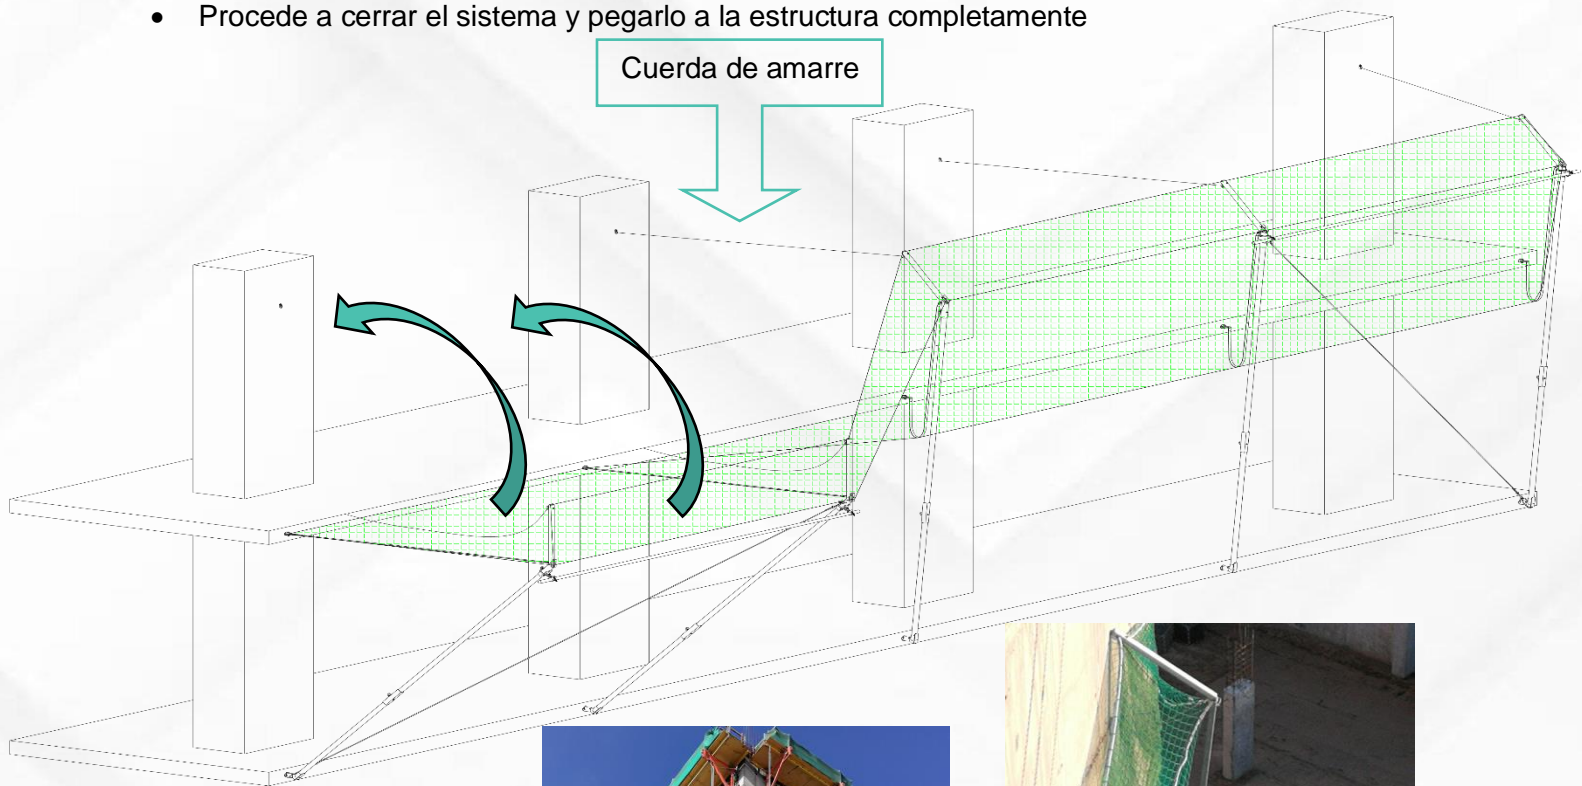 • Procede a cerrar el sistema y pegarlo a la estructura completamente
Cuerda de amarre